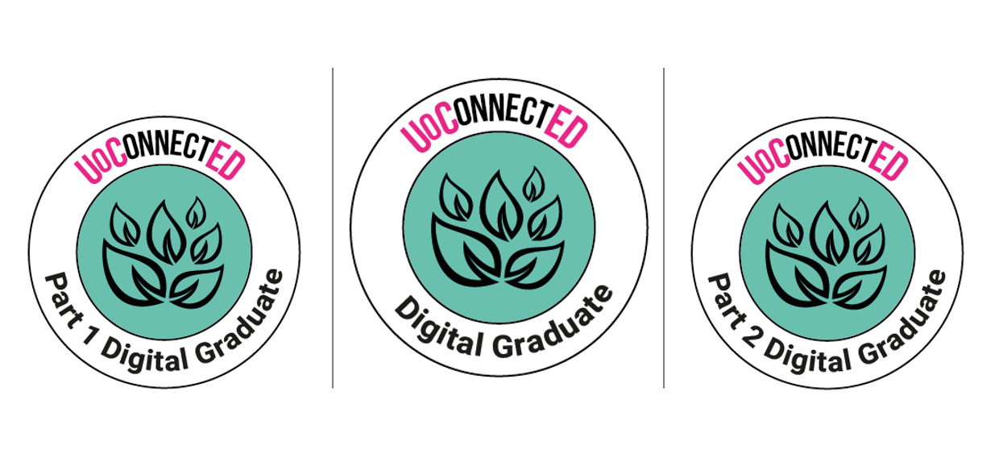 UoCONNECTED
Part 1 Digital Graduate
UoCONNECTED
Digital Graduate
UoCONNECTED
Part 2 Digital Graduate